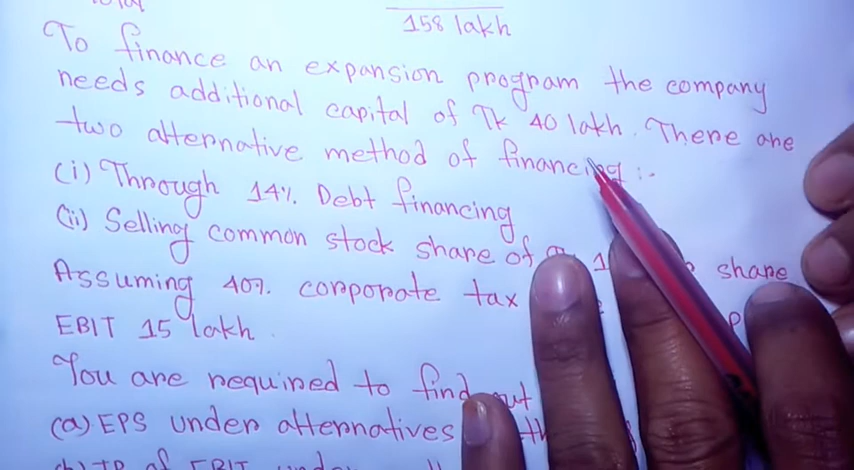 158 lakh
To finance an expansion program the company
needs additional capital of Tk 40 lakh. There are
two alternative method of financing :-
(i) Through 14% Debt financing
(ii) Selling common stock share of share
Assuming 40% corporate tax
EBIT 15 lakh.
You are required to find out
(a) EPS under alternatives